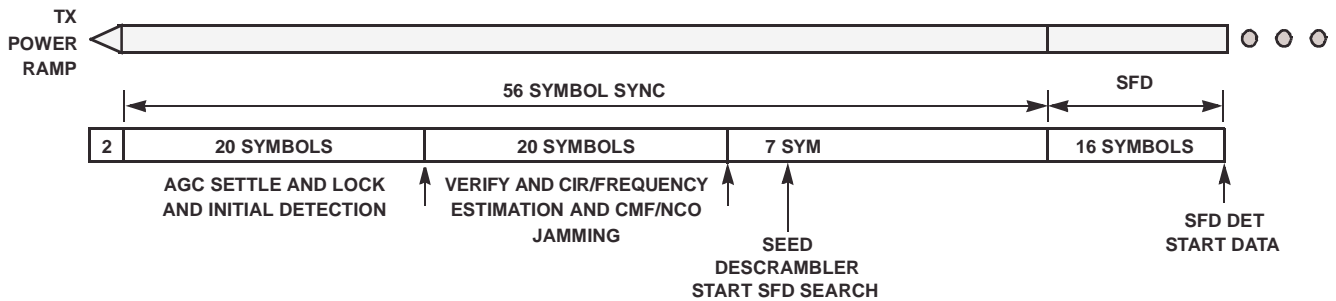 TX
POWER
RAMP
56 SYMBOL SYNC
SFD
2
20 SYMBOLS
20 SYMBOLS
7 SYM
16 SYMBOLS
AGC SETTLE AND LOCK
AND INITIAL DETECTION
VERIFY AND CIR/FREQUENCY
ESTIMATION AND CMF/NCO
JAMMING
SEED
DESCRAMBLER
START SFD SEARCH
SFD DET
START DATA